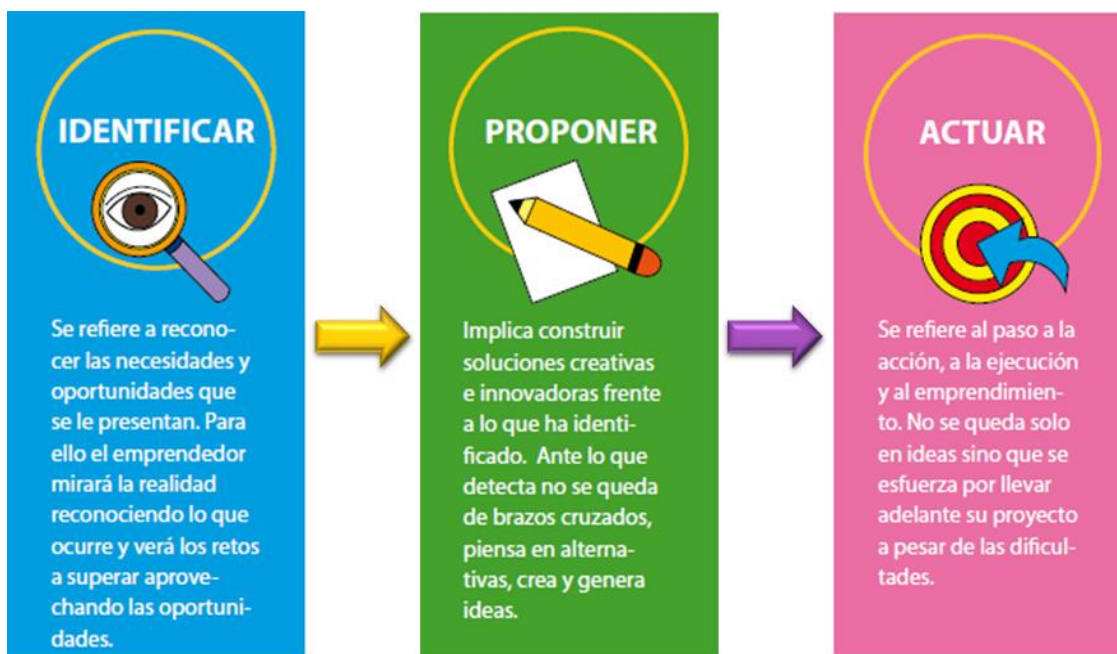 IDENTIFICAR
Se refiere a recono-
cer las necesidades y
oportunidades que
se le presentan. Para
ello el emprendedor
mirará la realidad
reconociendo lo que
ocurre y verá los retos
a superar aprove-
chando las oportuni-
dades.
PROPONER
Implica construir
soluciones creativas
e innovadoras frente
a lo que ha identi-
ficado. Ante lo que
detecta no se queda
de brazos cruzados,
piensa en alterna-
tivas, crea y genera
ideas.
ACTUAR
Se refiere al paso a la
acción, a la ejecución
y al emprendimien-
to. No se queda solo
en ideas sino que se
esfuerza por llevar
adelante su proyecto
a pesar de las dificul-
tades.